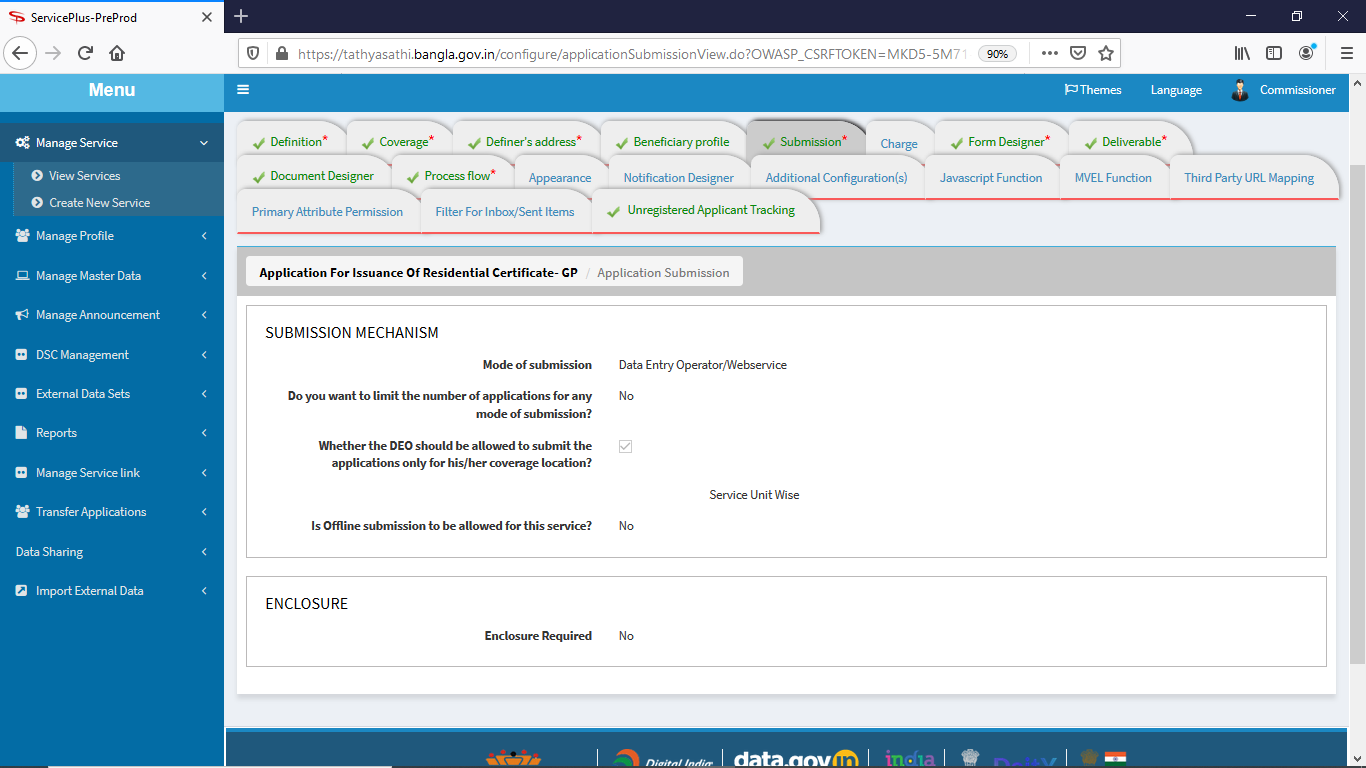 ServicePlus-PreProd
https://tathyasathi.bangla.gov.in/configure/applicationSubmissionView.do?OWASP_CSRFTOKEN=MKD5-5M71
90%
Menu
Themes
Language
Commissioner
Manage Service
View Services
Create New Service
Manage Profile
Manage Master Data
Manage Announcement
DSC Management
External Data Sets
Reports
Manage Service link
Transfer Applications
Data Sharing
Import External Data
Definition*
Coverage*
Definer's address*
Beneficiary profile
Submission*
Charge
Form Designer*
Deliverable*
Document Designer
Process flow*
Appearance
Notification Designer
Additional Configuration(s)
Javascript Function
MVEL Function
Third Party URL Mapping
Primary Attribute Permission
Filter For Inbox/Sent Items
Unregistered Applicant Tracking
Application For Issuance Of Residential Certificate- GP / Application Submission
SUBMISSION MECHANISM
Mode of submission Data Entry Operator/Webservice
Do you want to limit the number of applications for any No
mode of submission?
Whether the DEO should be allowed to submit the
applications only for his/her coverage location?
Service Unit Wise
Is Offline submission to be allowed for this service? No
ENCLOSURE
Enclosure Required No
Digital India
data.gov in
india